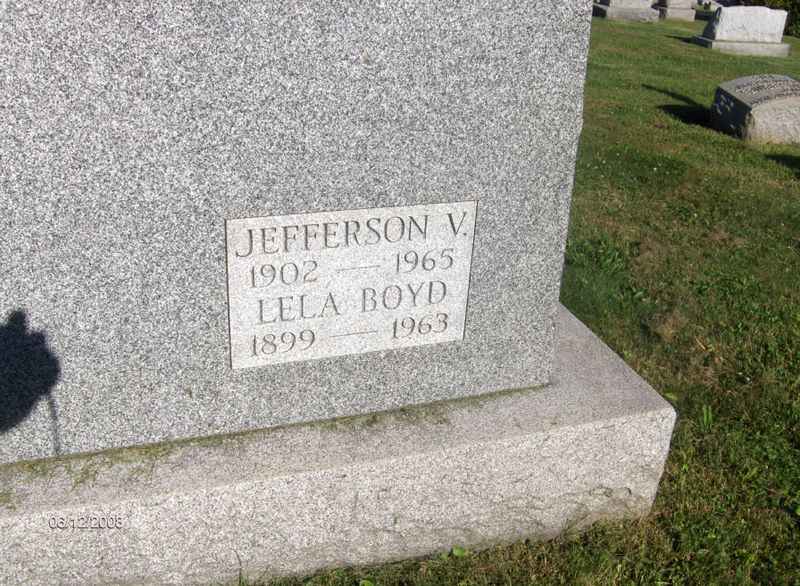 JEFFERSON V.
1902 — 1965
LELA BOYD
1899 — 1963
08/12/2008